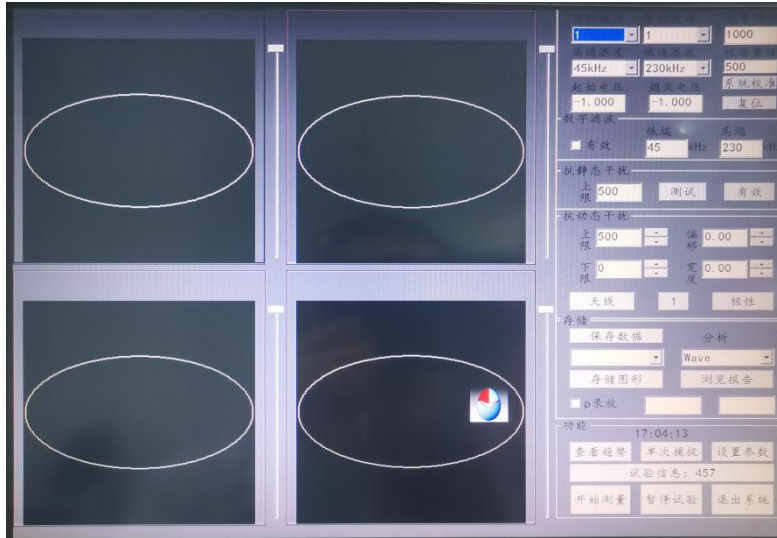 1 1 1000
高通滤波 低通滤波
45kHz 230kHz 500
系统校准
起始电压 熄灭电压
-1.000 -1.000 复位
数字滤波
低端 高端
有效 45 kHz 230 kH
抗静态干扰
上限 500 测试 有效
抗动态干扰
上限 500 偏移 0.00
下限 0 宽度 0.00
天线 1 极性
存储
保存数据 分析
Wave
存储图形 浏览报告
p录放
功能
17:04:13
查看趋势 单次捕捉 设置参数
试验信息: 457
开始测量 暂停试验 退出系统